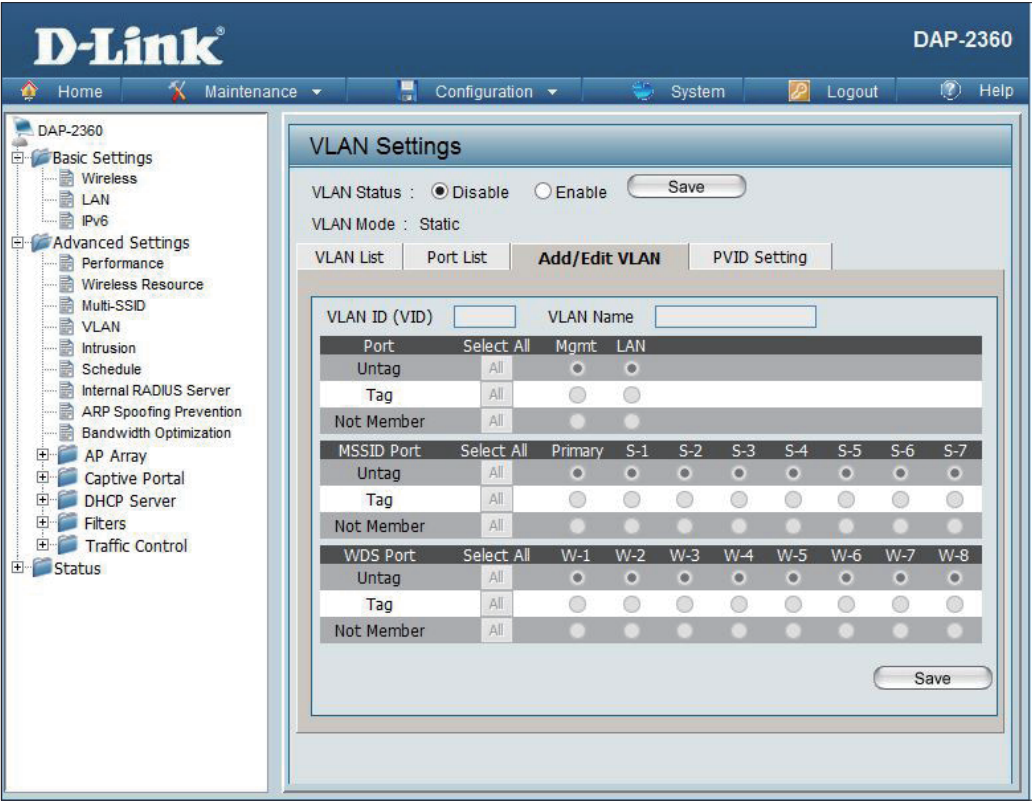 D-Link®
DAP-2360
Home Maintenance Configuration System Logout Help
DAP-2360
Basic Settings
Wireless
LAN
IPv6
Advanced Settings
Performance
Wireless Resource
Multi-SSID
VLAN
Intrusion
Schedule
Internal RADIUS Server
ARP Spoofing Prevention
Bandwidth Optimization
AP Array
Captive Portal
DHCP Server
Filters
Traffic Control
Status
VLAN Settings
VLAN Status : Disable Enable Save
VLAN Mode : Static
VLAN List Port List Add/Edit VLAN PVID Setting
VLAN ID (VID) VLAN Name
Port Select All Mgmt LAN
Untag All
Tag All
Not Member All
MSSID Port Select All Primary S-1 S-2 S-3 S-4 S-5 S-6 S-7
Untag All
Tag All
Not Member All
WDS Port Select All W-1 W-2 W-3 W-4 W-5 W-6 W-7 W-8
Untag All
Tag All
Not Member All
Save